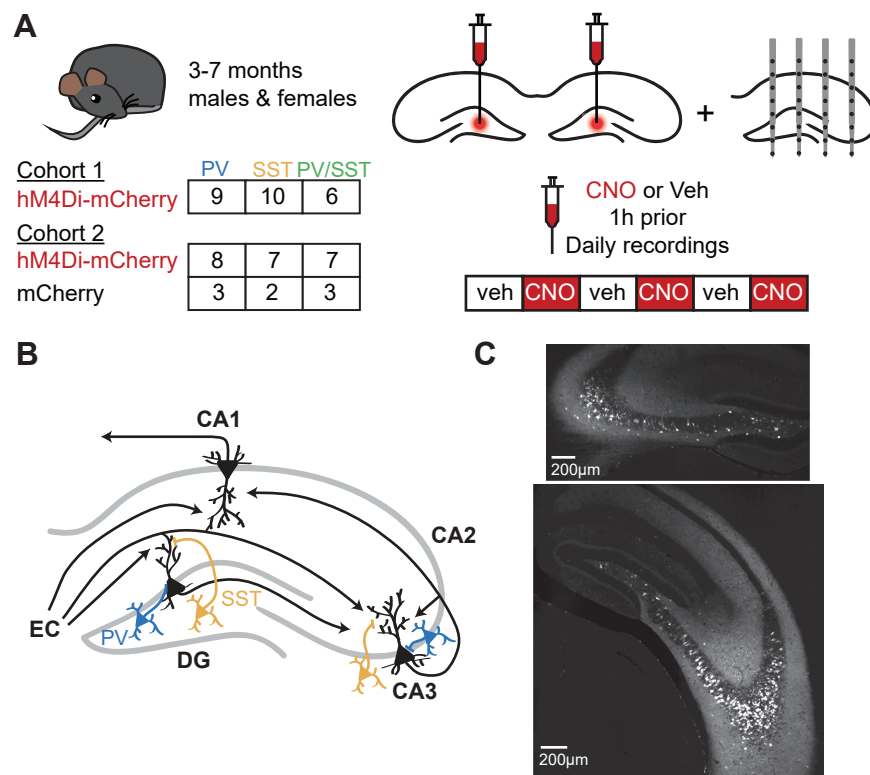 A
3-7 months
males & females
+
Cohort 1
PV SST PV/SST
hM4Di-mCherry 9 10 6
Cohort 2
hM4Di-mCherry 8 7 7
mCherry 3 2 3
CNO or Veh
1h prior
Daily recordings
veh CNO veh CNO veh CNO
B
CA1
CA2
SST
EC
PV
DG
CA3
C
200µm
200µm